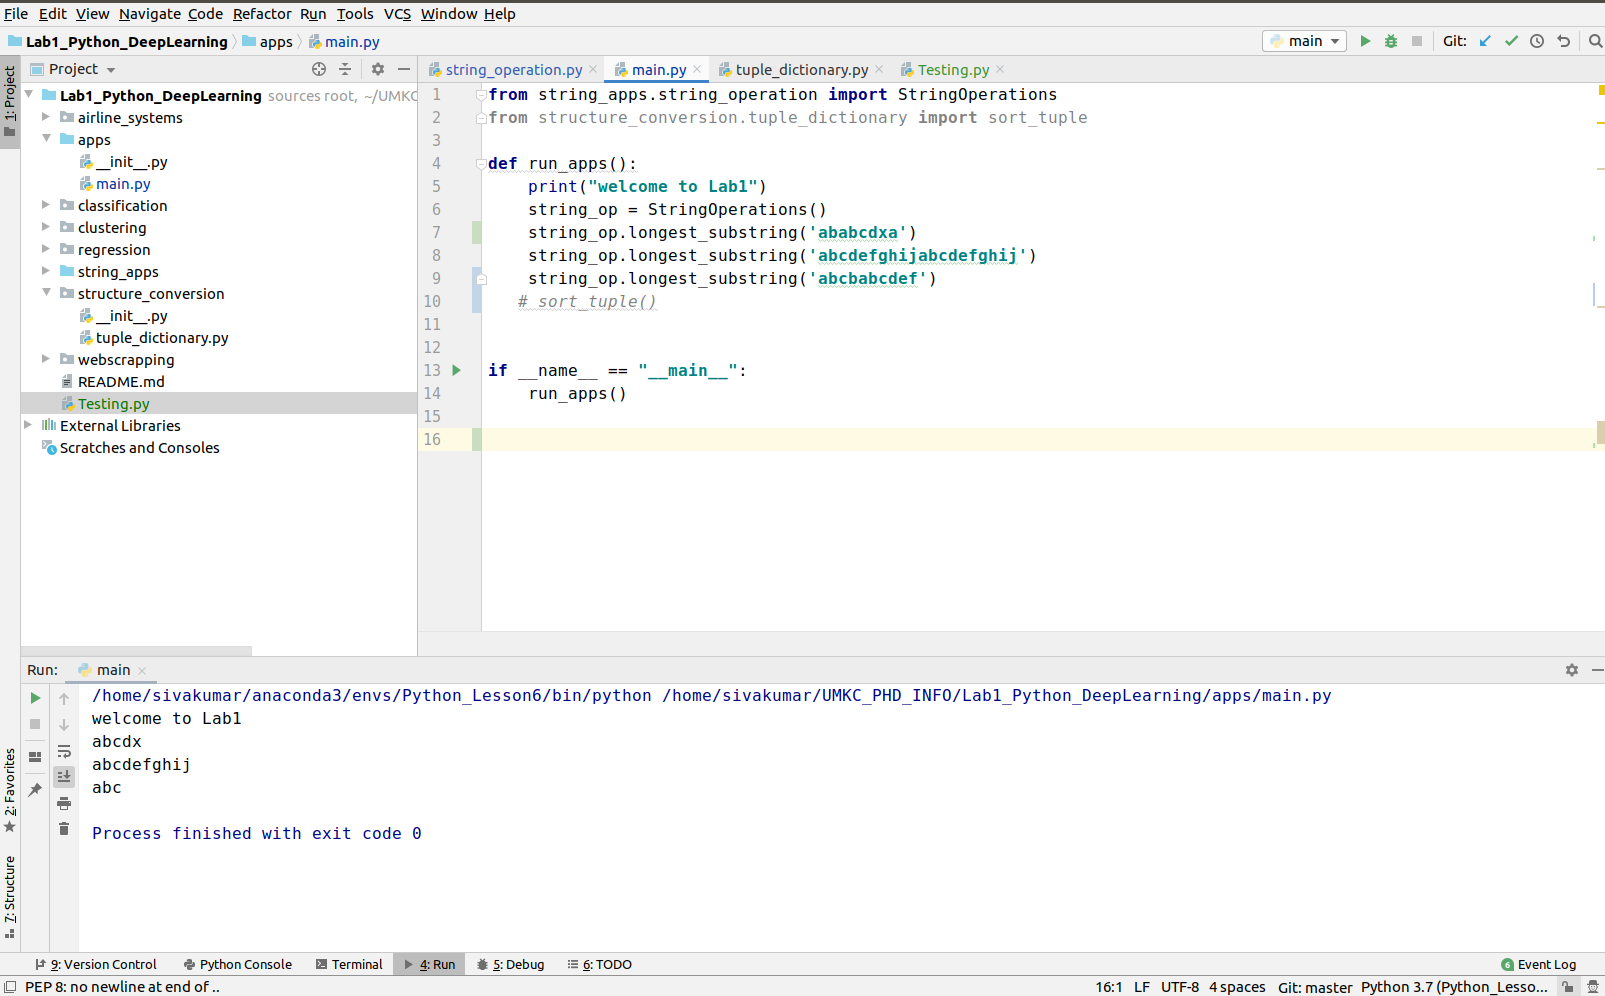 File Edit View Navigate Code Refactor Run Tools VCS Window Help
Lab1_Python_DeepLearning apps main.py main Git:
1: Project
Project
Lab1_Python_DeepLearning sources root, ~/UMKC
airline_systems
apps
__init__.py
main.py
classification
clustering
regression
string_apps
structure_conversion
__init__.py
tuple_dictionary.py
webscrapping
README.md
Testing.py
External Libraries
Scratches and Consoles
string_operation.py main.py tuple_dictionary.py Testing.py
1 from string_apps.string_operation import StringOperations
2 from structure_conversion.tuple_dictionary import sort_tuple
3
4 def run_apps():
5 print("welcome to Lab1")
6 string_op = StringOperations()
7 string_op.longest_substring('ababcdxa')
8 string_op.longest_substring('abcdefghijabcdefghij')
9 string_op.longest_substring('abcbabcdef')
10 # sort_tuple()
11
12
13 if __name__ == "__main__":
14 run_apps()
15
16
Run: main
/home/sivakumar/anaconda3/envs/Python_Lesson6/bin/python /home/sivakumar/UMKC_PHD_INFO/Lab1_Python_DeepLearning/apps/main.py
welcome to Lab1
abcdx
abcdefghij
abc
Process finished with exit code 0
2: Favorites
7: Structure
9: Version Control Python Console Terminal 4: Run 5: Debug 6: TODO 6 Event Log
PEP 8: no newline at end of .. 16:1 LF UTF-8 4 spaces Git: master Python 3.7 (Python_Lesso...